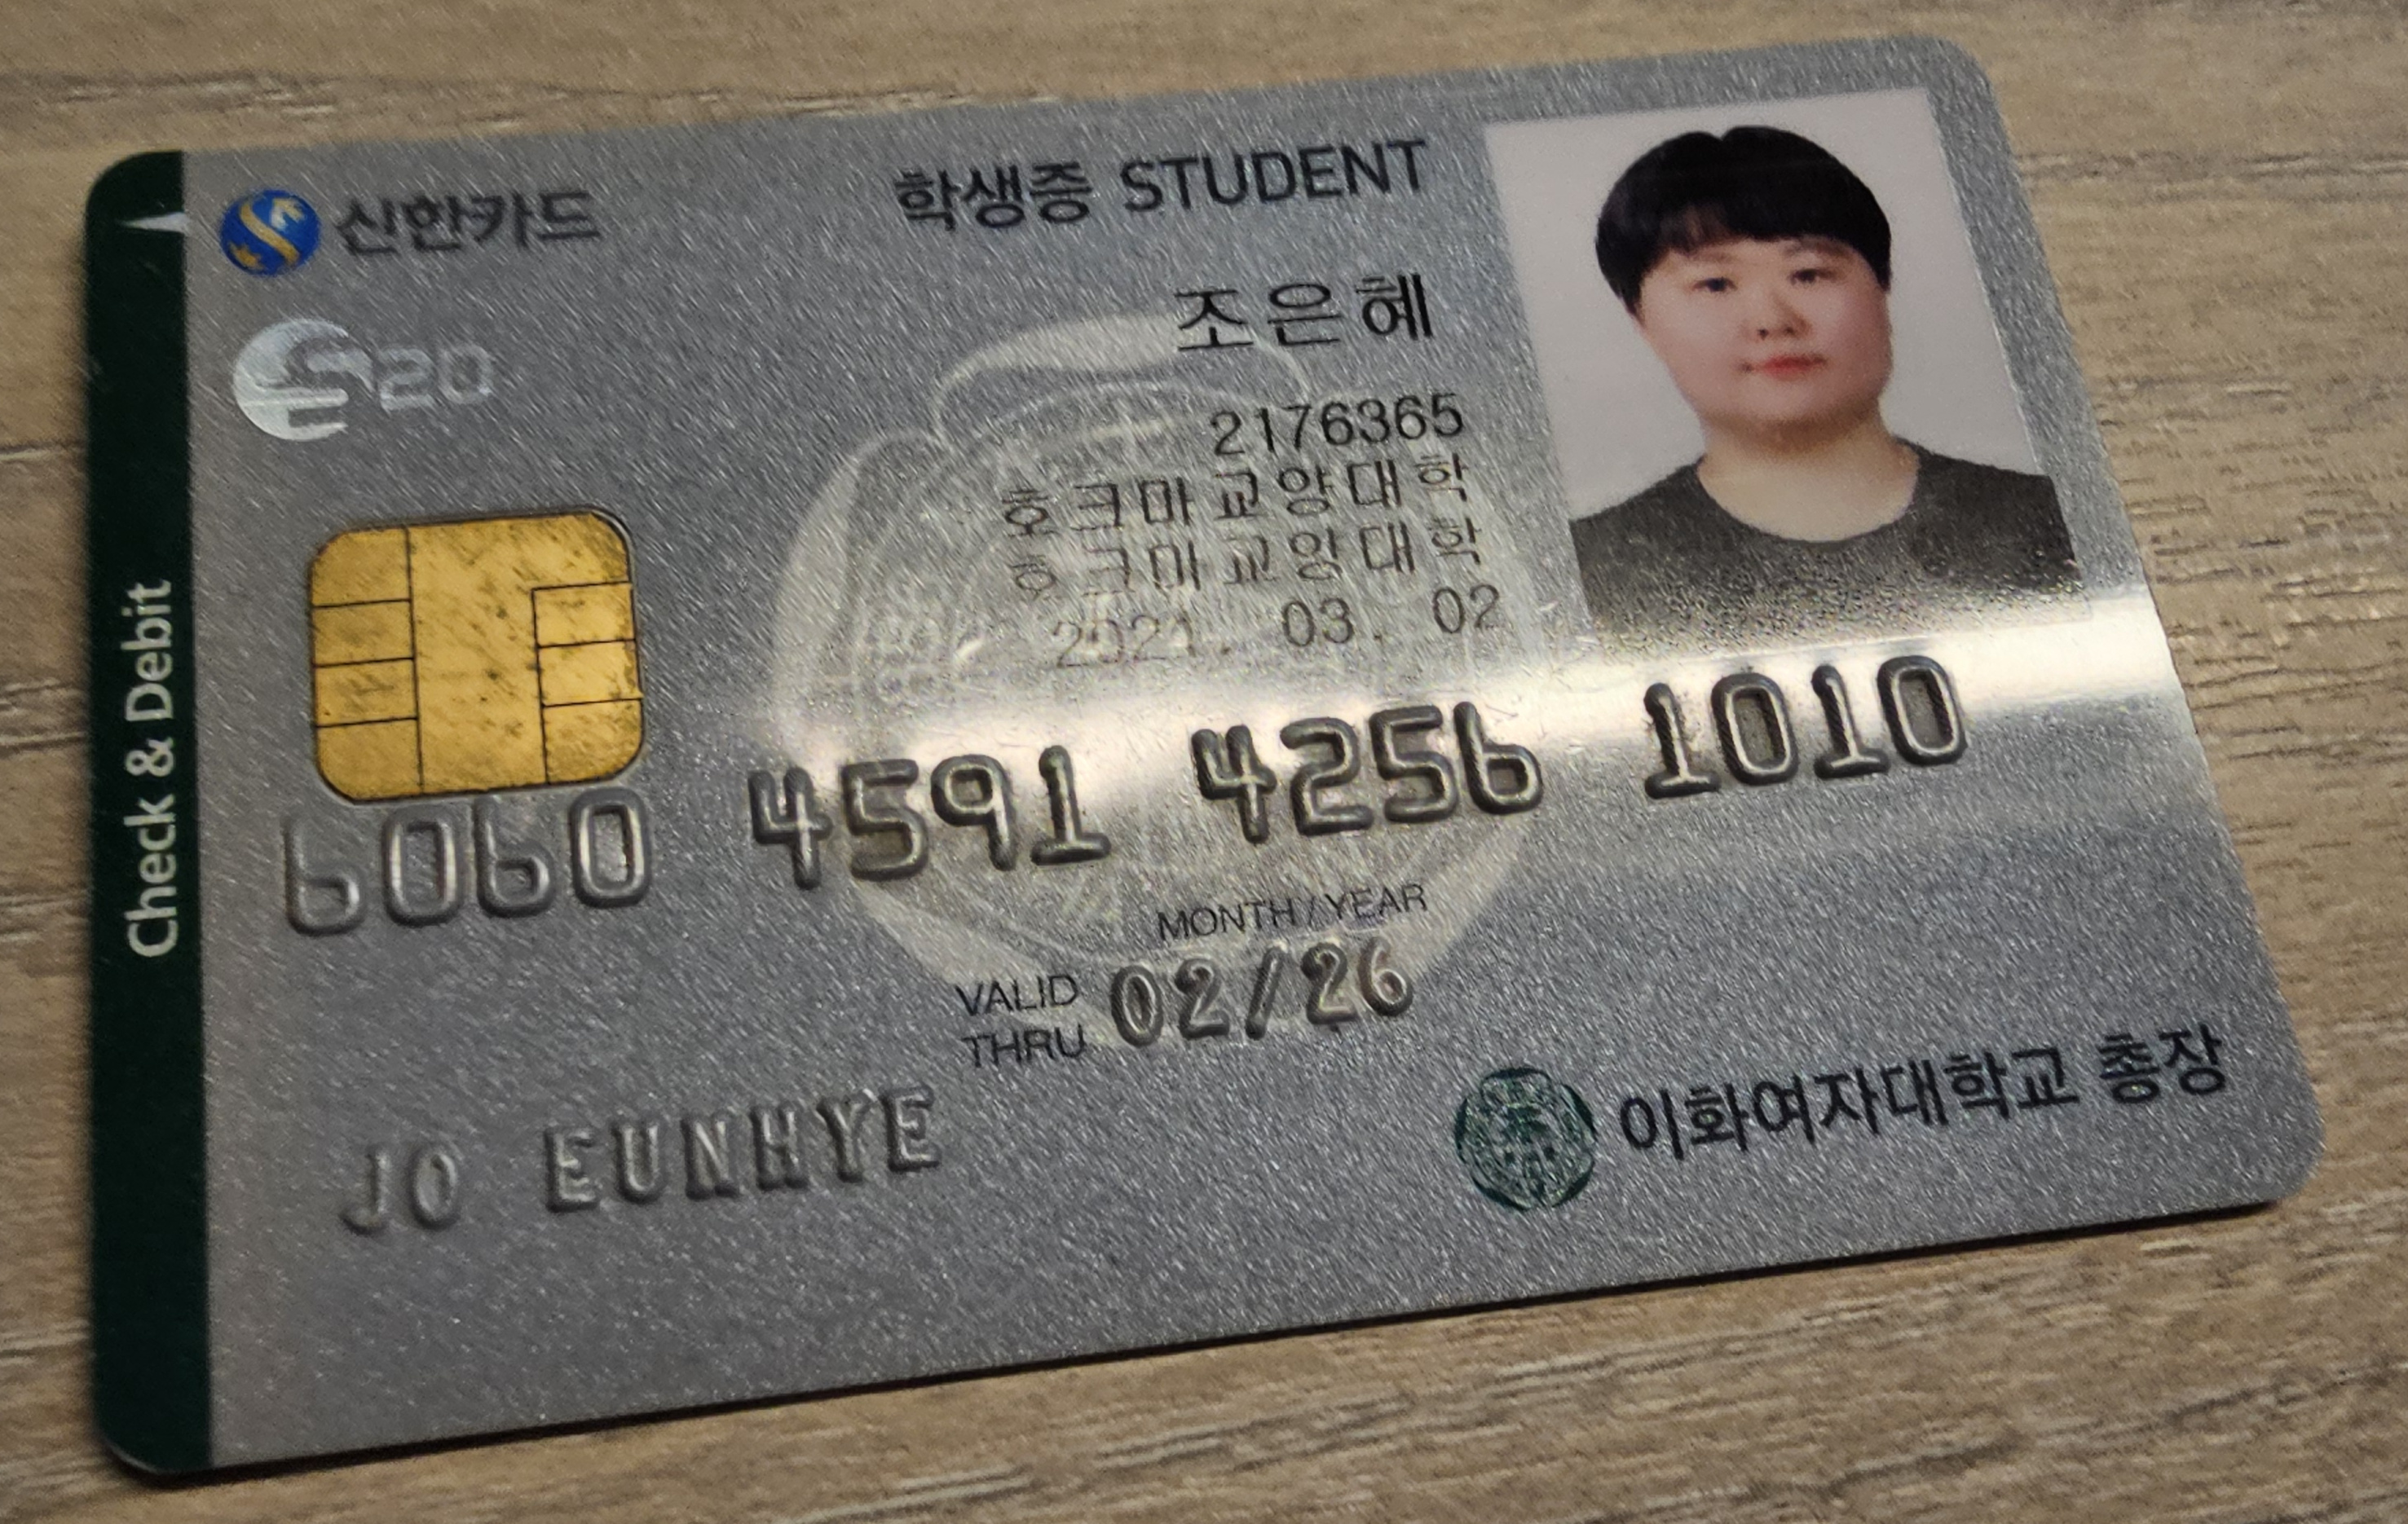 신한카드
학생증 STUDENT
S20
조은혜
2176365
호크마교양대학
호크마교양대학
2021. 03. 02
Check & Debit
6060 4591 4256 1010
MONTH / YEAR
VALID THRU 02/26
JO EUNHYE
이화여자대학교 총장